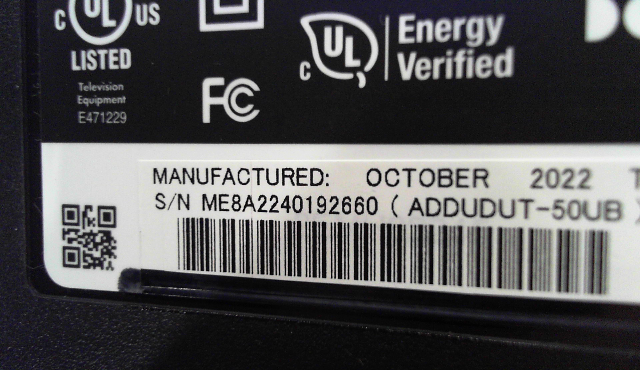 c UL US
LISTED
Television
Equipment
E471229
FC
c UL
Energy
Verified
MANUFACTURED: OCTOBER 2022
S/N ME8A2240192660 ( ADDUDUT-50UB )